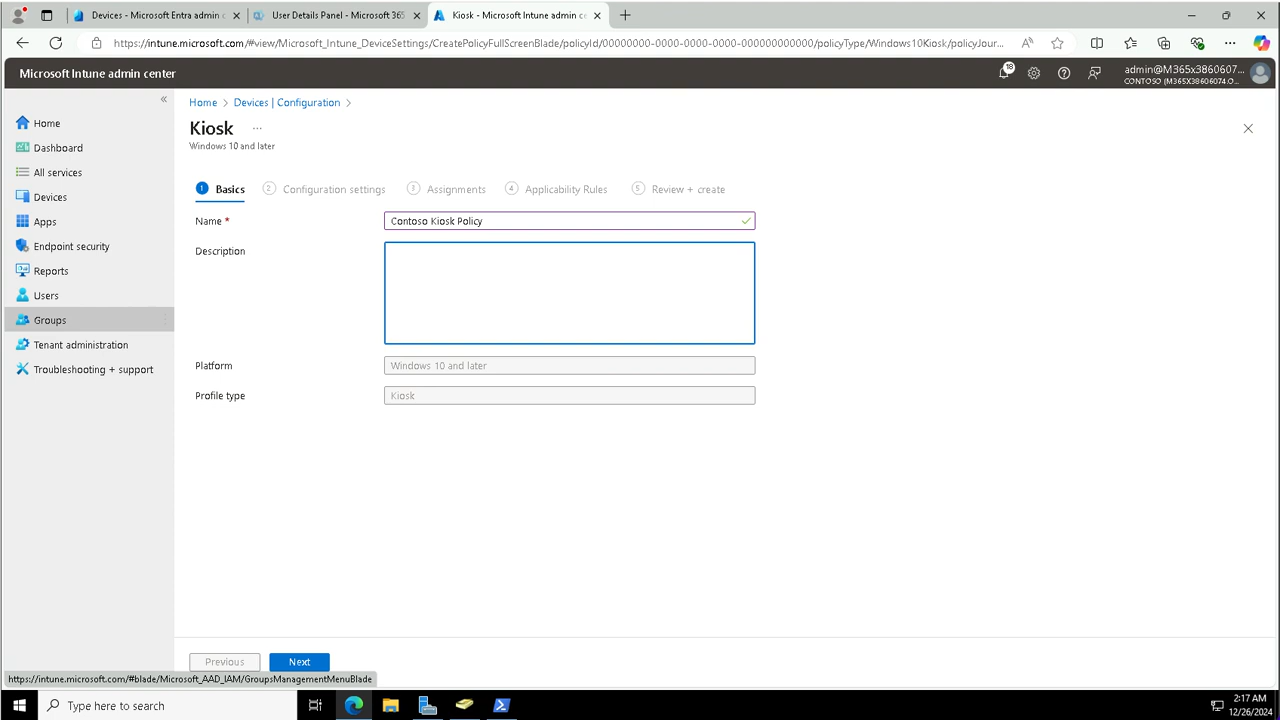 Devices - Microsoft Entra admin c
User Details Panel - Microsoft 365
Kiosk - Microsoft Intune admin ce
https://intune.microsoft.com/#view/Microsoft_Intune_DeviceSettings/CreatePolicyFullScreenBlade/policyId/00000000-0000-0000-0000-000000000000/policyType/Windows10Kiosk/policyJour...
Microsoft Intune admin center
18
admin@M365x3860607...
CONTOSO (M365X38606074.O...
Home
Dashboard
All services
Devices
Apps
Endpoint security
Reports
Users
Groups
Tenant administration
Troubleshooting + support
Home > Devices | Configuration >
Kiosk ...
Windows 10 and later
1 Basics 2 Configuration settings 3 Assignments 4 Applicability Rules 5 Review + create
Name * Contoso Kiosk Policy
Description
Platform Windows 10 and later
Profile type Kiosk
Previous Next
https://intune.microsoft.com/#blade/Microsoft_AAD_IAM/GroupsManagementMenuBlade
Type here to search
2:17 AM
12/26/2024